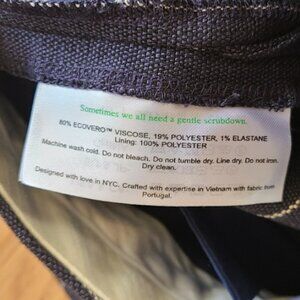 Sometimes we all need a gentle scrubdown.
80% ECOVERO™ VISCOSE, 19% POLYESTER, 1% ELASTANE
Lining: 100% POLYESTER
Machine wash cold. Do not bleach. Do not tumble dry. Line dry. Do not iron.
Dry clean.
Designed with love in NYC. Crafted with expertise in Vietnam with fabric from
Portugal.